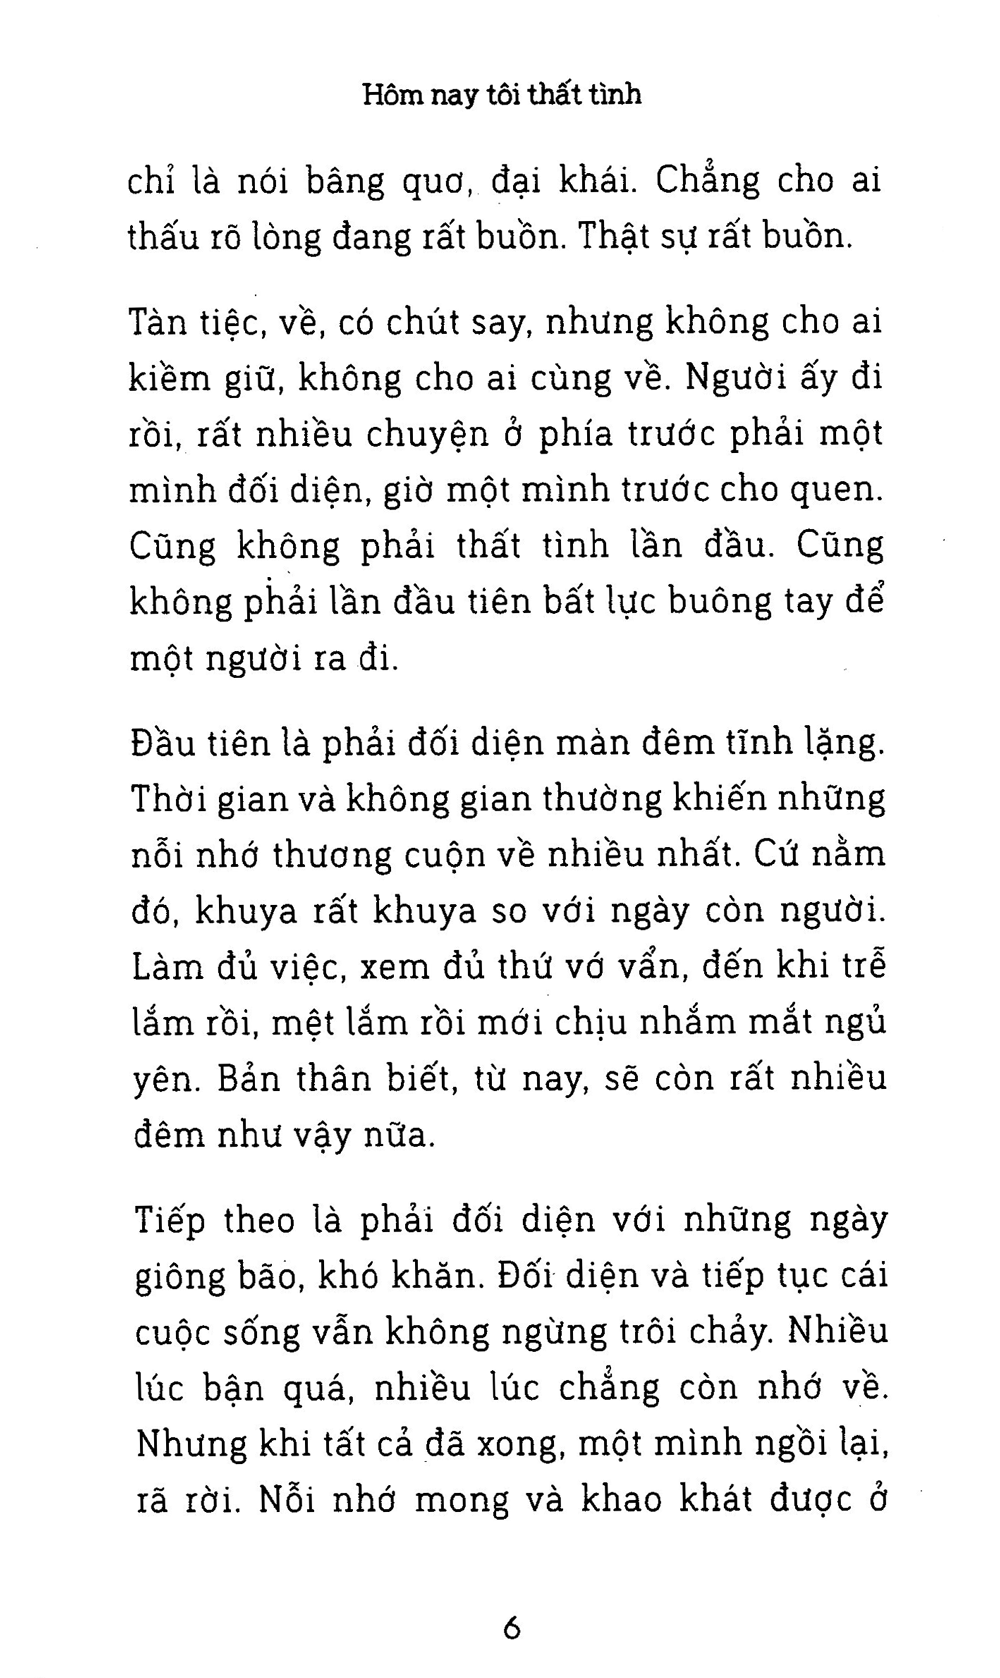 Hôm nay tôi thất tình
chỉ là nói bâng quơ, đại khái. Chẳng cho ai
thấu rõ lòng đang rất buồn. Thật sự rất buồn.
Tàn tiệc, về, có chút say, nhưng không cho ai
kiềm giữ, không cho ai cùng về. Người ấy đi
rồi, rất nhiều chuyện ở phía trước phải một
mình đối diện, giờ một mình trước cho quen.
Cũng không phải thất tình lần đầu. Cũng
không phải lần đầu tiên bất lực buông tay để
một người ra đi.
Đầu tiên là phải đối diện màn đêm tĩnh lặng.
Thời gian và không gian thường khiến những
nỗi nhớ thương cuộn về nhiều nhất. Cứ nằm
đó, khuya rất khuya so với ngày còn người.
Làm đủ việc, xem đủ thứ vớ vẩn, đến khi trễ
lắm rồi, mệt lắm rồi mới chịu nhắm mắt ngủ
yên. Bản thân biết, từ nay, sẽ còn rất nhiều
đêm như vậy nữa.
Tiếp theo là phải đối diện với những ngày
giông bão, khó khăn. Đối diện và tiếp tục cái
cuộc sống vẫn không ngừng trôi chảy. Nhiều
lúc bận quá, nhiều lúc chẳng còn nhớ về.
Nhưng khi tất cả đã xong, một mình ngồi lại,
rã rời. Nỗi nhớ mong và khao khát được ở
6